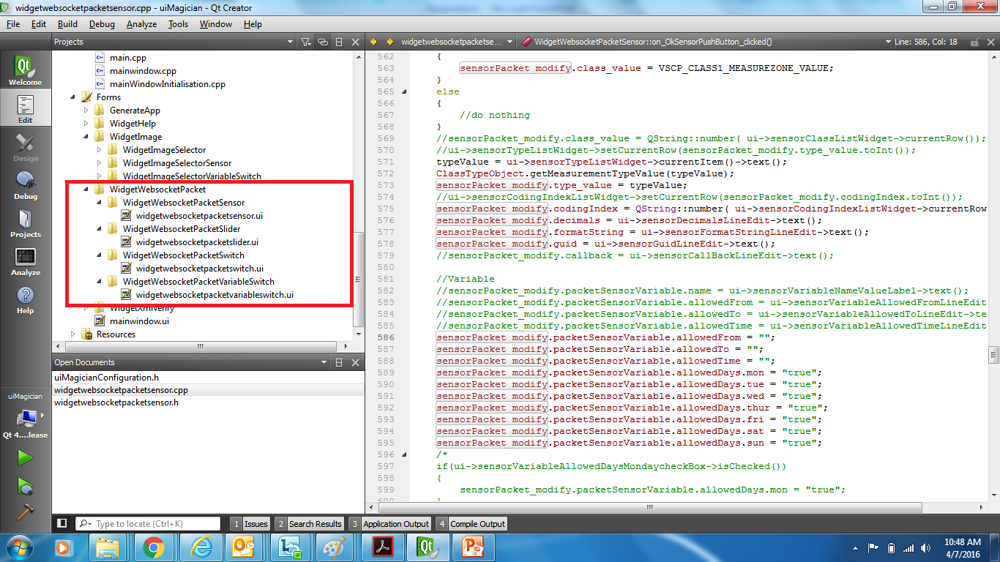 widgetwebsocketpacketsensor.cpp - uiMagician - Qt Creator
File Edit View Build Debug Analyze Tools Window Help
Projects
widgetwebsocketpacketse...
WidgetWebsocketPacketSensor::on_OkSensorPushButton_clicked()
Line: 586, Col: 18
Welcome
Edit
Design
Debug
Projects
Analyze
Help
uiMagician
Qt 4....lease
main.cpp
mainwindow.cpp
mainWindowInitialisation.cpp
Forms
GenerateApp
WidgetHelp
WidgetImage
WidgetImageSelector
WidgetImageSelectorSensor
WidgetImageSelectorVariableSwitch
WidgetWebsocketPacket
WidgetWebsocketPacketSensor
widgetwebsocketpacketsensor.ui
WidgetWebsocketPacketSlider
widgetwebsocketpacketslider.ui
WidgetWebsocketPacketSwitch
widgetwebsocketpacketswitch.ui
WidgetWebsocketPacketVariableSwitch
widgetwebsocketpacketvariableswitch.ui
WidgetXmlVerify
mainwindow.ui
Resources
Open Documents
uiMagicianConfiguration.h
widgetwebsocketpacketsensor.cpp
widgetwebsocketpacketsensor.h
562 {
563 sensorPacket_modify.class_value = VSCP_CLASS1_MEASUREZONE_VALUE;
564 }
565 else
566 {
567 //do nothing
568 }
569 //sensorPacket_modify.class_value = QString::number( ui->sensorClassListWidget->currentRow());
570 //ui->sensorTypeListWidget->setCurrentRow(sensorPacket_modify.type_value.toInt());
571 typeValue = ui->sensorTypeListWidget->currentItem()->text();
572 ClassTypeObject.getMeasurementTypeValue(typeValue);
573 sensorPacket_modify.type_value = typeValue;
574 //ui->sensorCodingIndexListWidget->setCurrentRow(sensorPacket_modify.codingIndex.toInt());
575 sensorPacket_modify.codingIndex = QString::number( ui->sensorCodingIndexListWidget->currentRow
576 sensorPacket_modify.decimals = ui->sensorDecimalsLineEdit->text();
577 sensorPacket_modify.formatString = ui->sensorFormatStringLineEdit->text();
578 sensorPacket_modify.guid = ui->sensorGuidLineEdit->text();
579 //sensorPacket_modify.callback = ui->sensorCallBackLineEdit->text();
580
581 //Variable
582 //sensorPacket_modify.packetSensorVariable.name = ui->sensorVariableNameValueLabel->text();
583 //sensorPacket_modify.packetSensorVariable.allowedFrom = ui->sensorVariableAllowedFromLineEdit
584 //sensorPacket_modify.packetSensorVariable.allowedTo = ui->sensorVariableAllowedToLineEdit->te
585 //sensorPacket_modify.packetSensorVariable.allowedTime = ui->sensorVariableAllowedTimeLineEdit
586 sensorPacket_modify.packetSensorVariable.allowedFrom = "";
587 sensorPacket_modify.packetSensorVariable.allowedTo = "";
588 sensorPacket_modify.packetSensorVariable.allowedTime = "";
589 sensorPacket_modify.packetSensorVariable.allowedDays.mon = "true";
590 sensorPacket_modify.packetSensorVariable.allowedDays.tue = "true";
591 sensorPacket_modify.packetSensorVariable.allowedDays.wed = "true";
592 sensorPacket_modify.packetSensorVariable.allowedDays.thur = "true";
593 sensorPacket_modify.packetSensorVariable.allowedDays.fri = "true";
594 sensorPacket_modify.packetSensorVariable.allowedDays.sat = "true";
595 sensorPacket_modify.packetSensorVariable.allowedDays.sun = "true";
596 /*
597 if(ui->sensorVariableAllowedDaysMondaycheckBox->isChecked())
598 {
599 sensorPacket_modify.packetSensorVariable.allowedDays.mon = "true";
Type to locate (Ctrl+K)
1 Issues
2 Search Results
3 Application Output
4 Compile Output
10:48 AM
4/7/2016